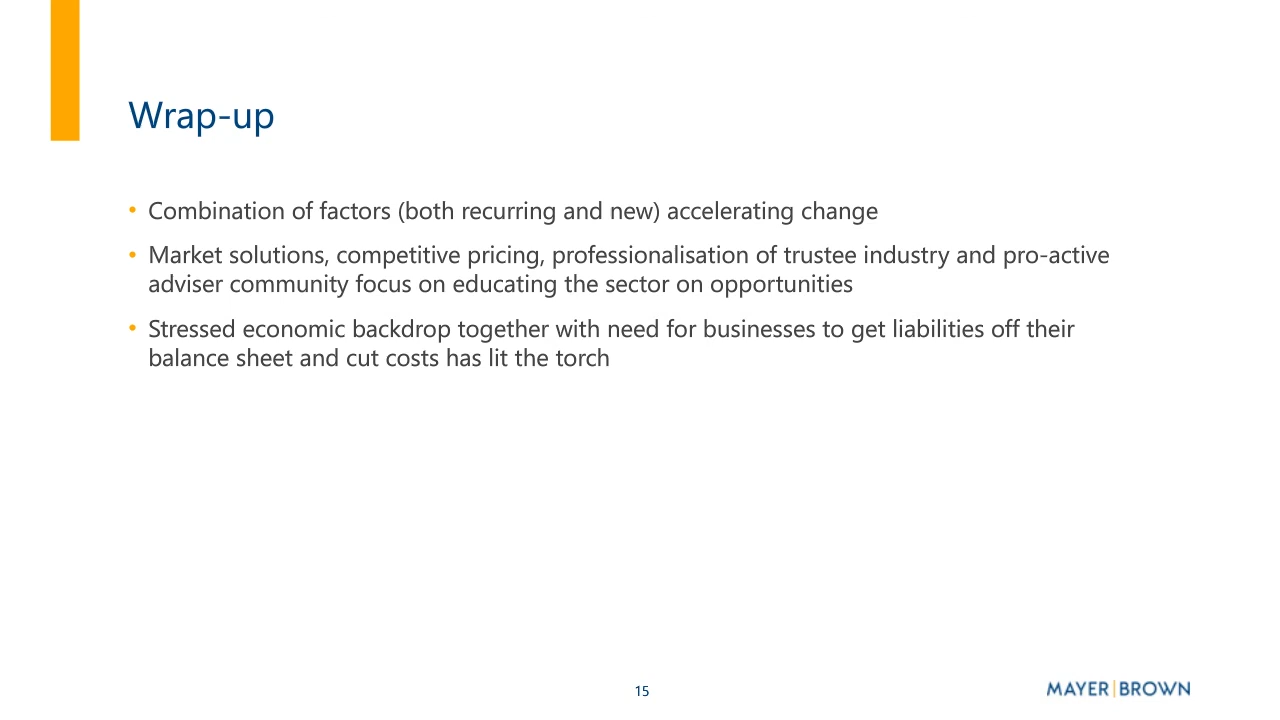 Wrap-up
• Combination of factors (both recurring and new) accelerating change
• Market solutions, competitive pricing, professionalisation of trustee industry and pro-active
adviser community focus on educating the sector on opportunities
• Stressed economic backdrop together with need for businesses to get liabilities off their
balance sheet and cut costs has lit the torch
15
MAYER|BROWN